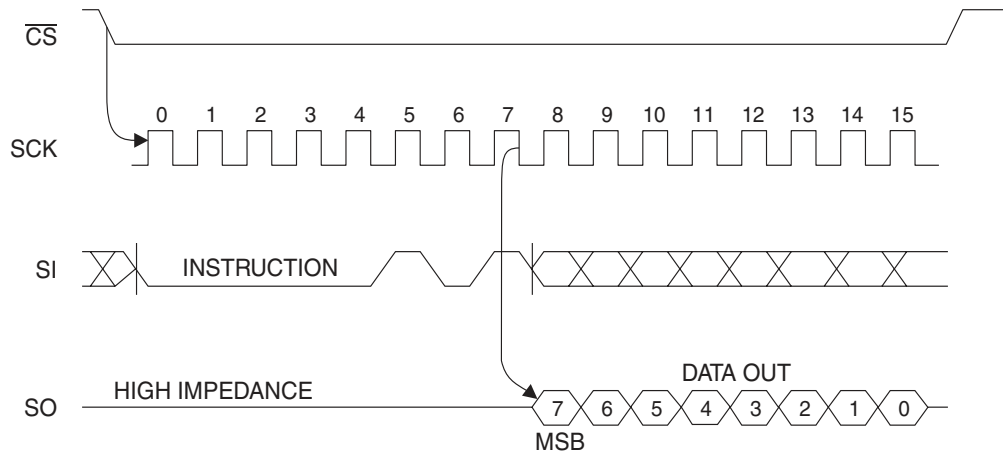 CS
0 1 2 3 4 5 6 7 8 9 10 11 12 13 14 15
SCK
SI
INSTRUCTION
HIGH IMPEDANCE
DATA OUT
SO
7 6 5 4 3 2 1 0
MSB